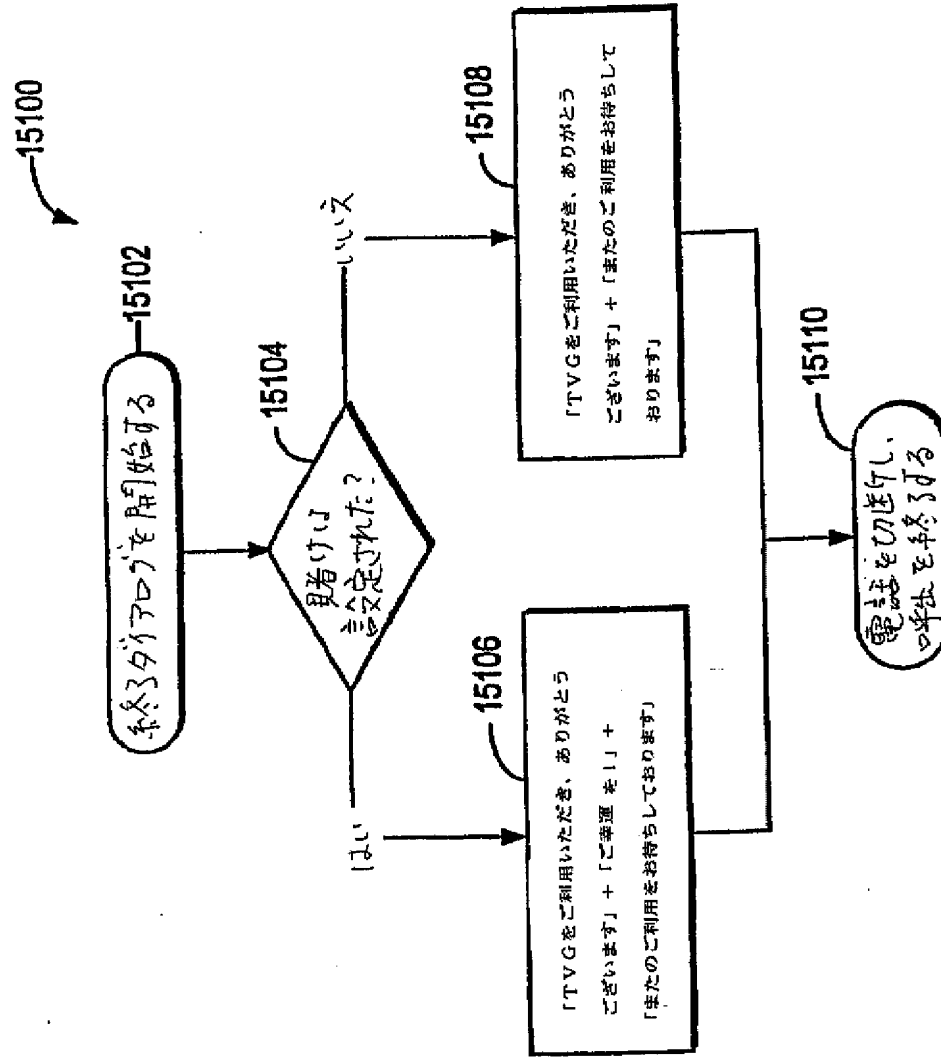 15100
終了ダイアログを開始する
15102
賭けは
設定された?
15104
はい
いいえ
15106
「TVGをご利用いただき、ありがとう
ございます」+「ご幸運を!」+
「またのご利用をお待ちしております」
15108
「TVGをご利用いただき、ありがとう
ございます」+「またのご利用をお待ちして
おります」
15110
電話を切断し、
呼出を終了する